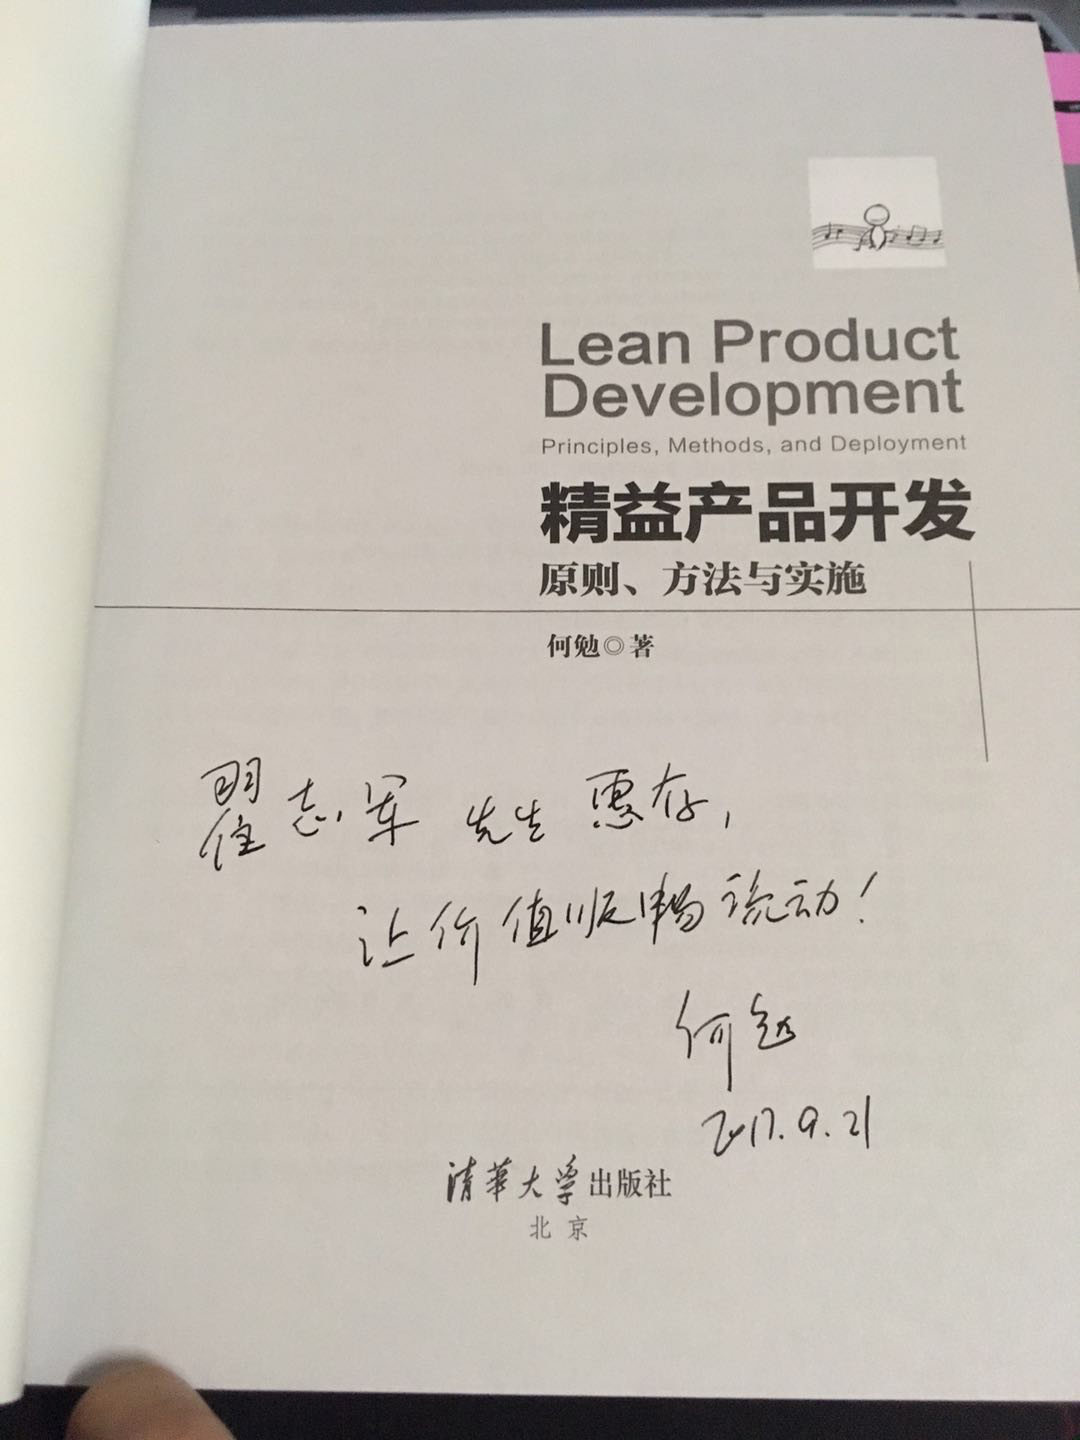 Lean Product
Development
Principles, Methods, and Deployment
精益产品开发
原则、方法与实施
何勉◎著
翟志军 先生 惠存，
让价值顺畅流动！
何勉
2017.9.21
清華大学出版社
北京